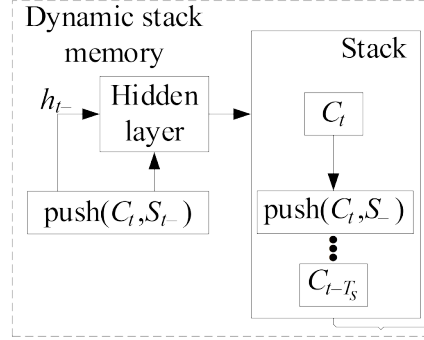 Dynamic stack
memory
Stack
h_{t−}
Hidden
layer
C_t
push(C_t,S_{t−})
push(C_t,S_−)
C_{t−T_s}